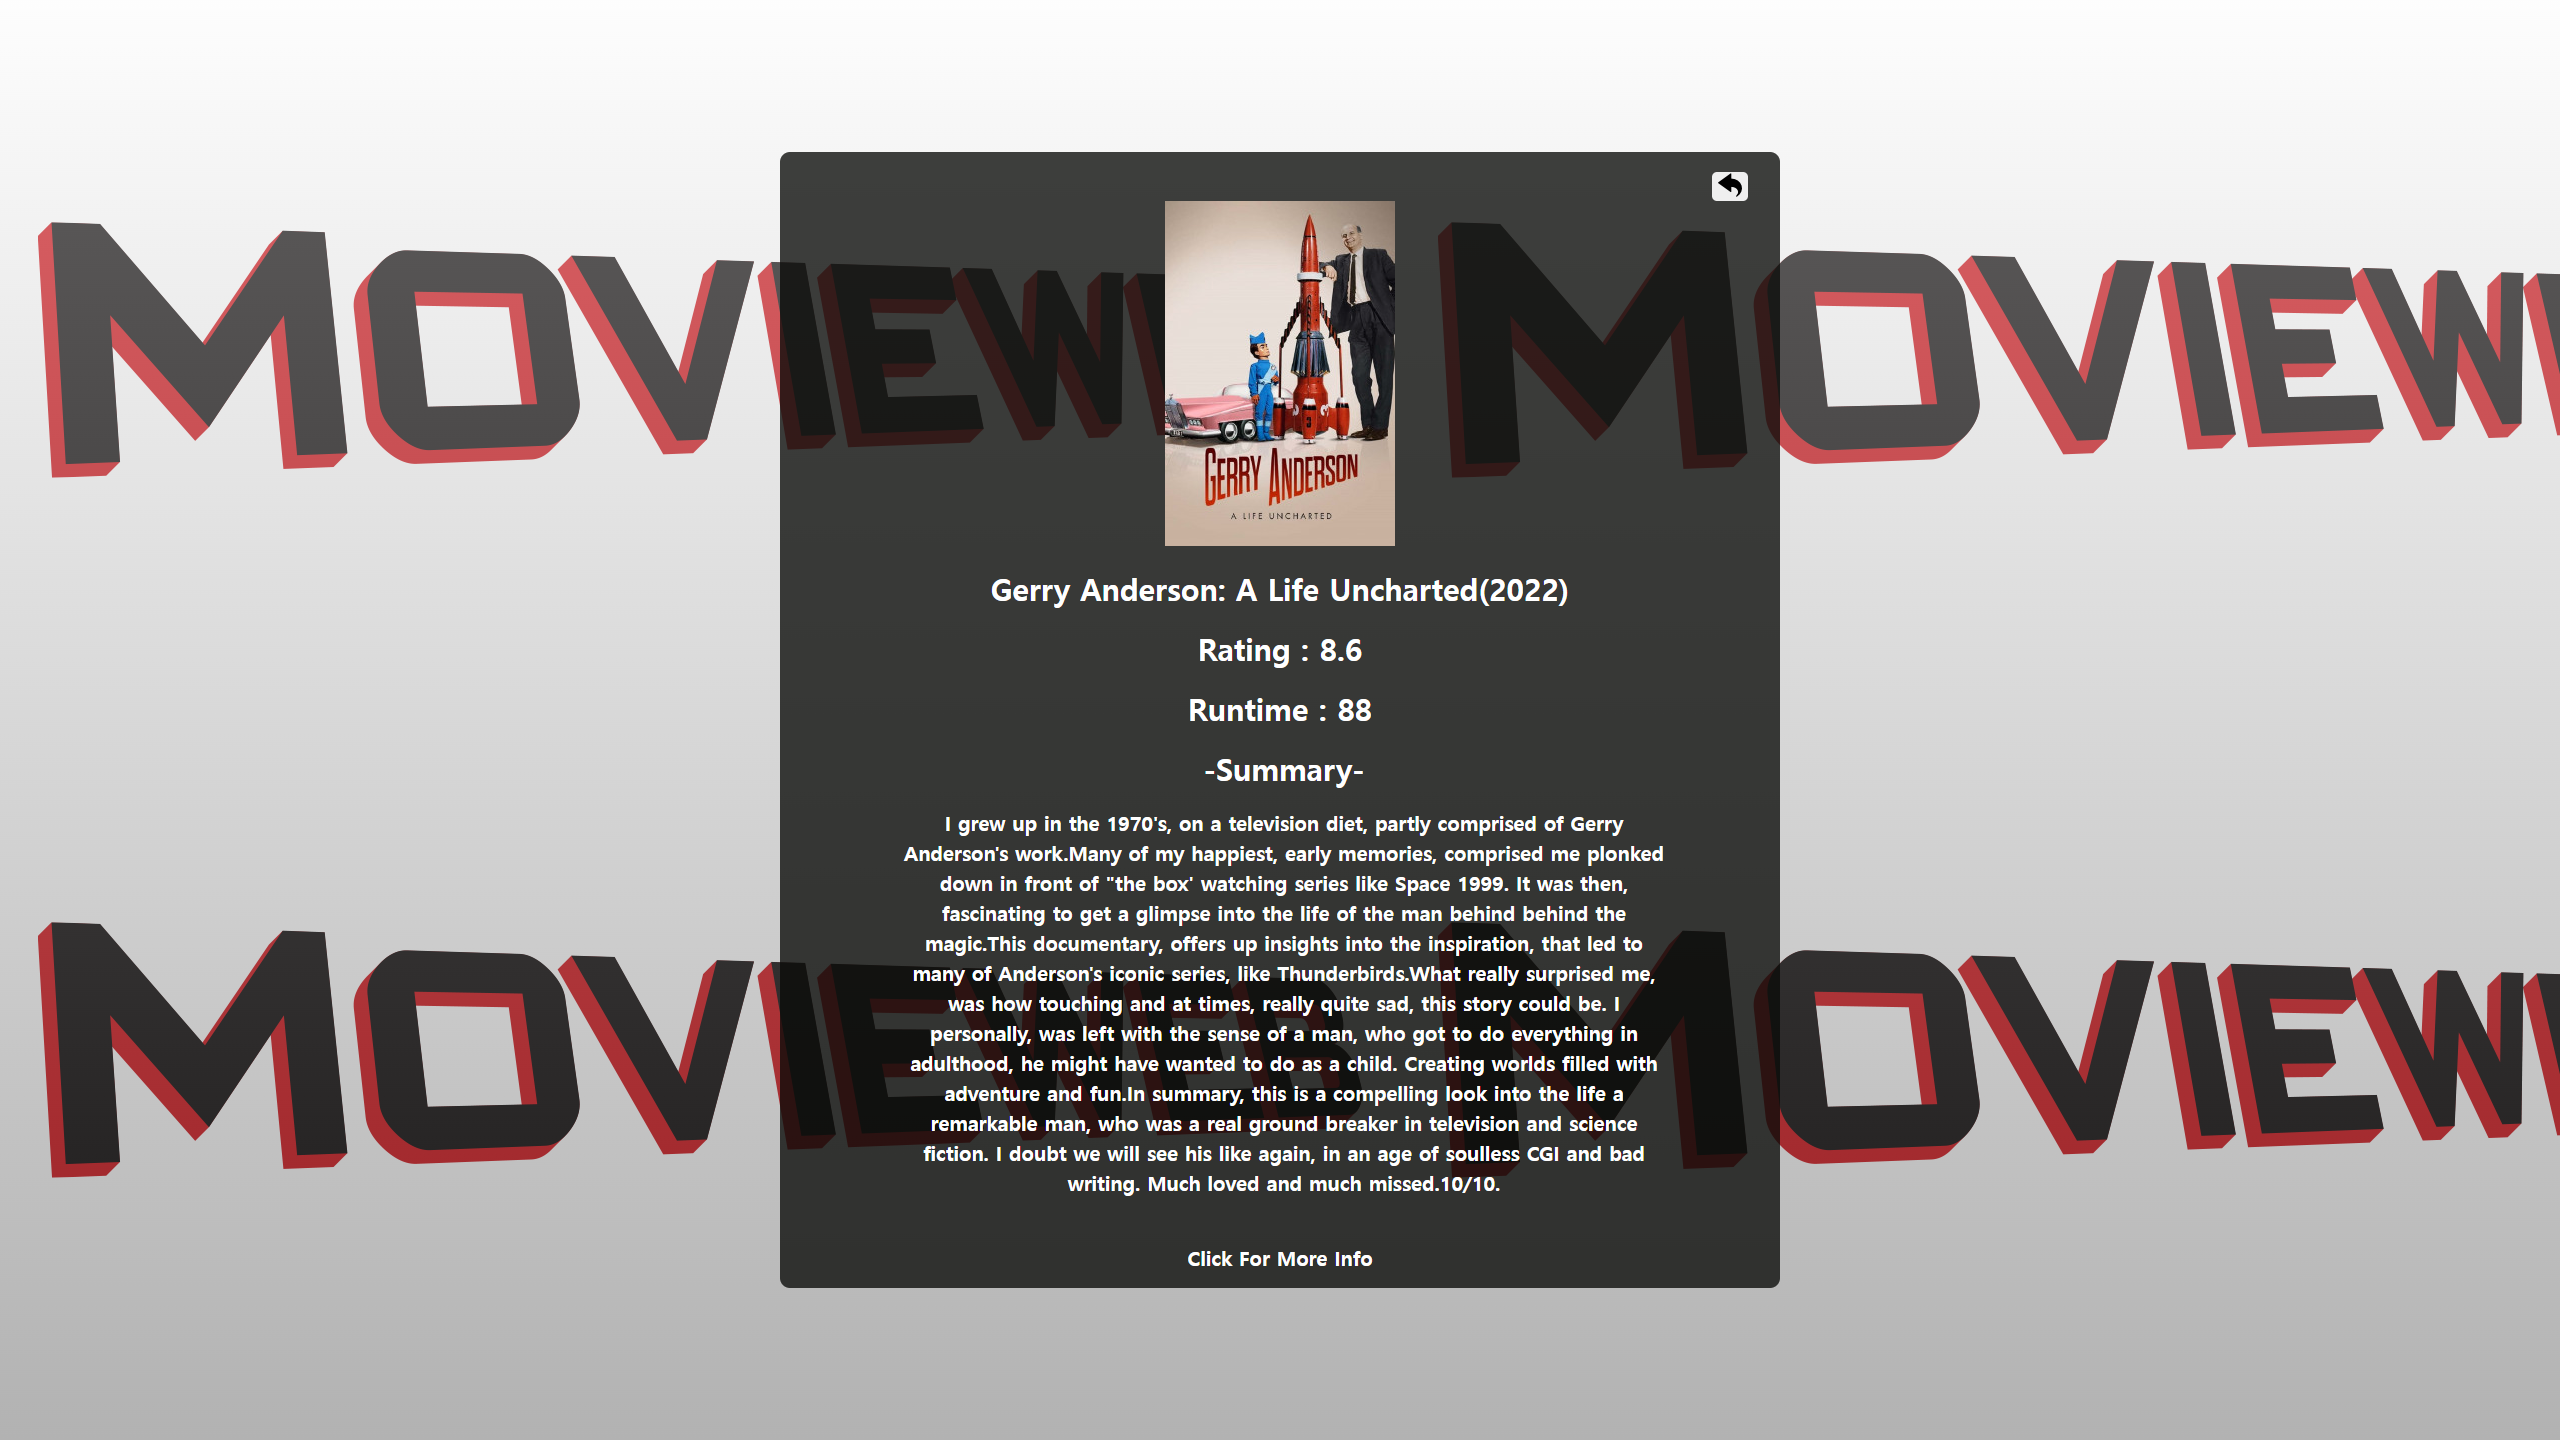 MOVIEWEB MOVIEW
GERRY ANDERSON
A LIFE UNCHARTED
Gerry Anderson: A Life Uncharted(2022)
Rating : 8.6
Runtime : 88
-Summary-
I grew up in the 1970's, on a television diet, partly comprised of Gerry
Anderson's work.Many of my happiest, early memories, comprised me plonked
down in front of "the box' watching series like Space 1999. It was then,
fascinating to get a glimpse into the life of the man behind behind the
magic.This documentary, offers up insights into the inspiration, that led to
many of Anderson's iconic series, like Thunderbirds.What really surprised me,
was how touching and at times, really quite sad, this story could be. I
personally, was left with the sense of a man, who got to do everything in
adulthood, he might have wanted to do as a child. Creating worlds filled with
adventure and fun.In summary, this is a compelling look into the life a
remarkable man, who was a real ground breaker in television and science
fiction. I doubt we will see his like again, in an age of soulless CGI and bad
writing. Much loved and much missed.10/10.
MOVIEWEB MOVIEW
Click For More Info